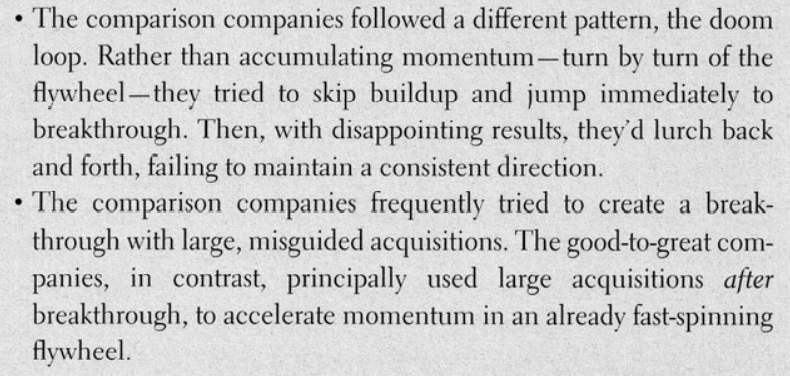 • The comparison companies followed a different pattern, the doom
loop. Rather than accumulating momentum—turn by turn of the
flywheel—they tried to skip buildup and jump immediately to
breakthrough. Then, with disappointing results, they'd lurch back
and forth, failing to maintain a consistent direction.
• The comparison companies frequently tried to create a break-
through with large, misguided acquisitions. The good-to-great com-
panies, in contrast, principally used large acquisitions after
breakthrough, to accelerate momentum in an already fast-spinning
flywheel.